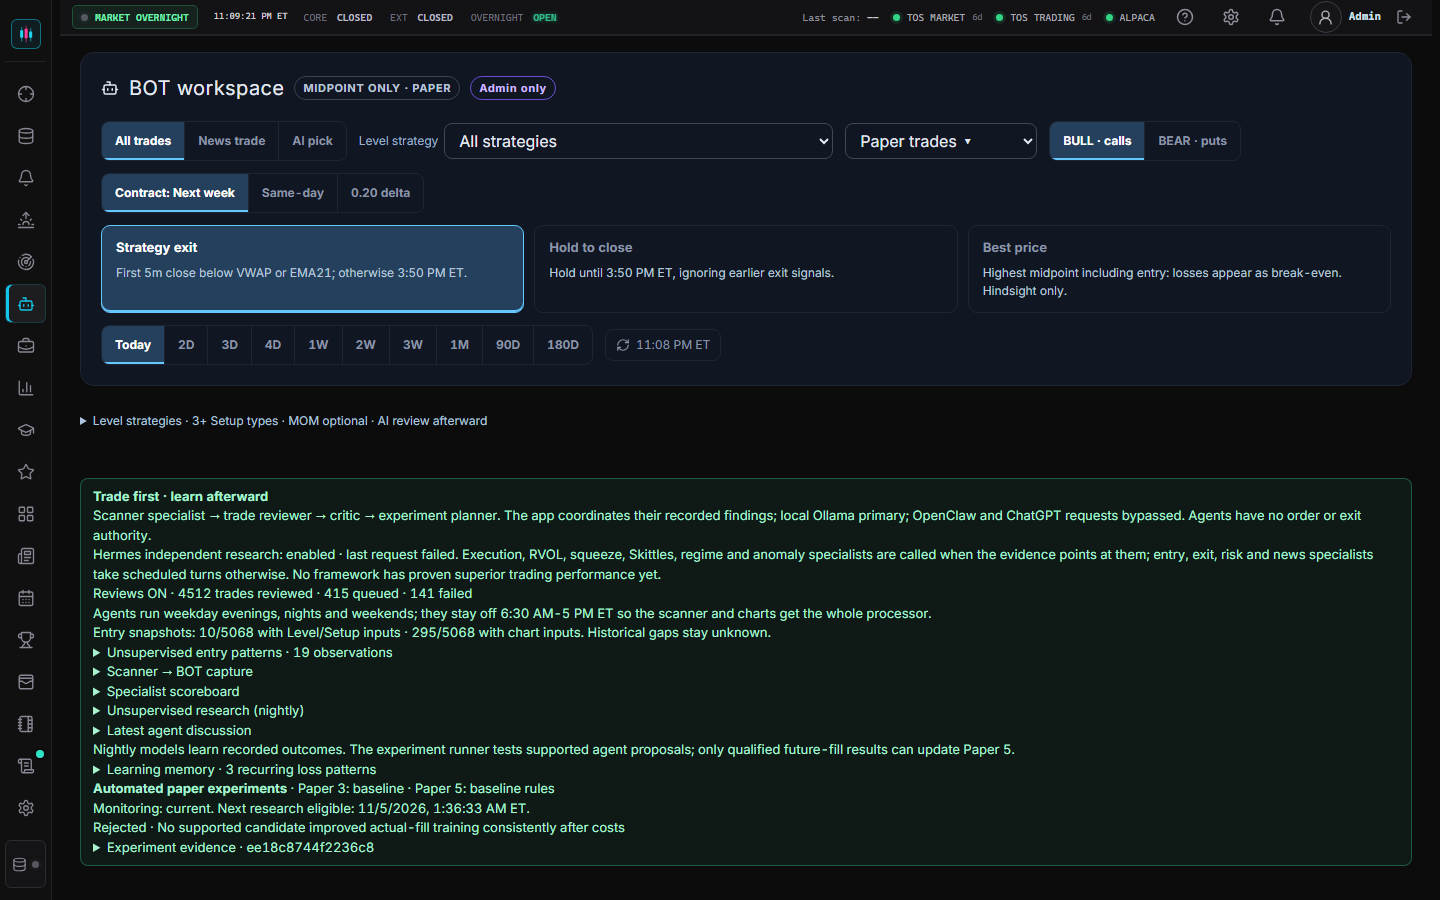 MARKET OVERNIGHT 11:09:21 PM ET CORE CLOSED EXT CLOSED OVERNIGHT OPEN Last scan: —— TOS MARKET 6d TOS TRADING 6d ALPACA Admin
BOT workspace MIDPOINT ONLY · PAPER Admin only
All trades News trade AI pick Level strategy All strategies Paper trades ▾ BULL · calls BEAR · puts
Contract: Next week Same-day 0.20 delta
Strategy exit
First 5m close below VWAP or EMA21; otherwise 3:50 PM ET.
Hold to close
Hold until 3:50 PM ET, ignoring earlier exit signals.
Best price
Highest midpoint including entry: losses appear as break-even.
Hindsight only.
Today 2D 3D 4D 1W 2W 3W 1M 90D 180D 11:08 PM ET
Level strategies · 3+ Setup types · MOM optional · AI review afterward
Trade first · learn afterward
Scanner specialist → trade reviewer → critic → experiment planner. The app coordinates their recorded findings; local Ollama primary; OpenClaw and ChatGPT requests bypassed. Agents have no order or exit
authority.
Hermes independent research: enabled · last request failed. Execution, RVOL, squeeze, Skittles, regime and anomaly specialists are called when the evidence points at them; entry, exit, risk and news specialists
take scheduled turns otherwise. No framework has proven superior trading performance yet.
Reviews ON · 4512 trades reviewed · 415 queued · 141 failed
Agents run weekday evenings, nights and weekends; they stay off 6:30 AM-5 PM ET so the scanner and charts get the whole processor.
Entry snapshots: 10/5068 with Level/Setup inputs · 295/5068 with chart inputs. Historical gaps stay unknown.
Unsupervised entry patterns · 19 observations
Scanner → BOT capture
Specialist scoreboard
Unsupervised research (nightly)
Latest agent discussion
Nightly models learn recorded outcomes. The experiment runner tests supported agent proposals; only qualified future-fill results can update Paper 5.
Learning memory · 3 recurring loss patterns
Automated paper experiments · Paper 3: baseline · Paper 5: baseline rules
Monitoring: current. Next research eligible: 11/5/2026, 1:36:33 AM ET.
Rejected · No supported candidate improved actual-fill training consistently after costs
Experiment evidence · ee18c8744f2236c8